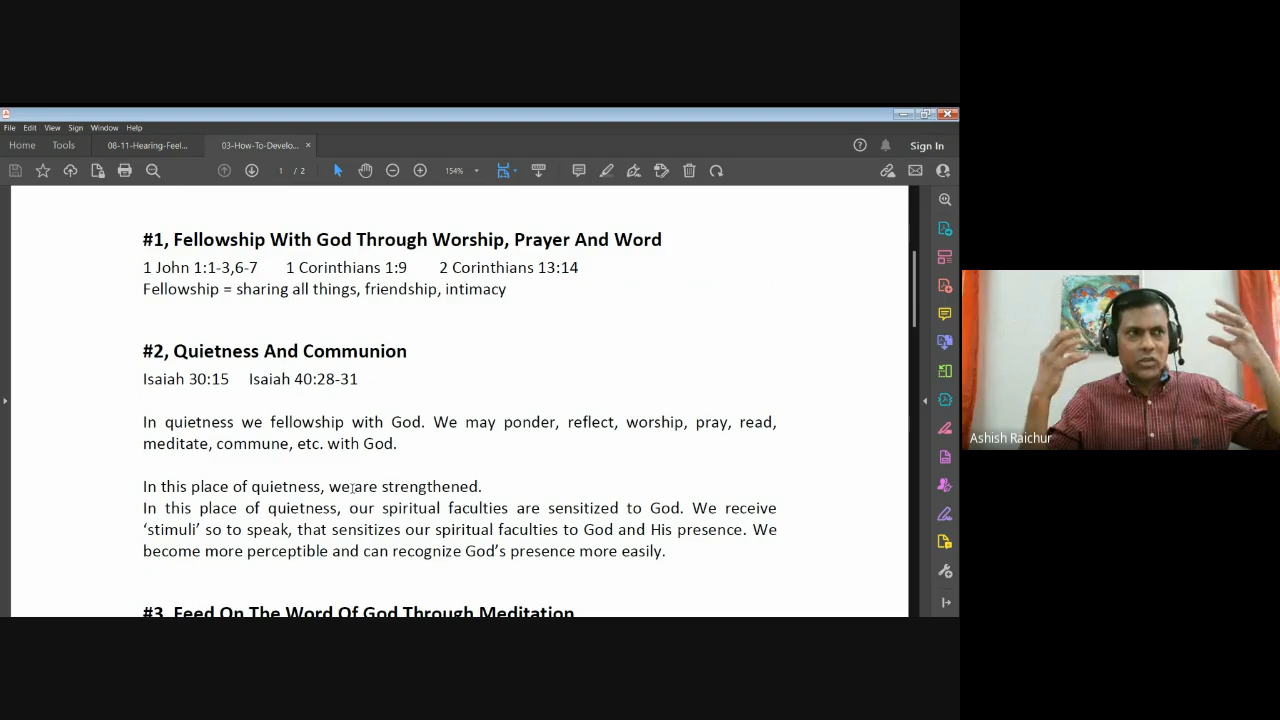 File Edit View Sign Window Help
Home Tools 08-11-Hearing-Feel... 03-How-To-Develo... × Sign In
1 / 2 154%
#1, Fellowship With God Through Worship, Prayer And Word
1 John 1:1-3,6-7 1 Corinthians 1:9 2 Corinthians 13:14
Fellowship = sharing all things, friendship, intimacy
#2, Quietness And Communion
Isaiah 30:15 Isaiah 40:28-31
In quietness we fellowship with God. We may ponder, reflect, worship, pray, read,
meditate, commune, etc. with God.
In this place of quietness, we are strengthened.
In this place of quietness, our spiritual faculties are sensitized to God. We receive
‘stimuli’ so to speak, that sensitizes our spiritual faculties to God and His presence. We
become more perceptible and can recognize God’s presence more easily.
#3, Feed On The Word Of God Through Meditation
Ashish Raichur